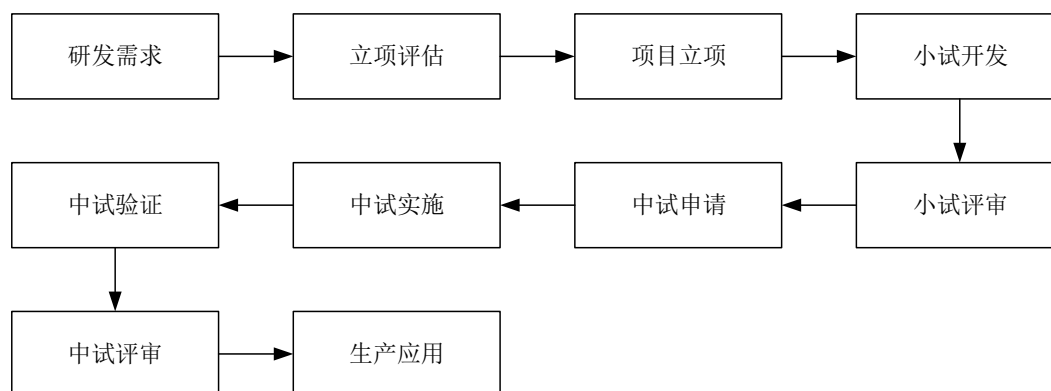 研发需求
立项评估
项目立项
小试开发
小试评审
中试申请
中试实施
中试验证
中试评审
生产应用